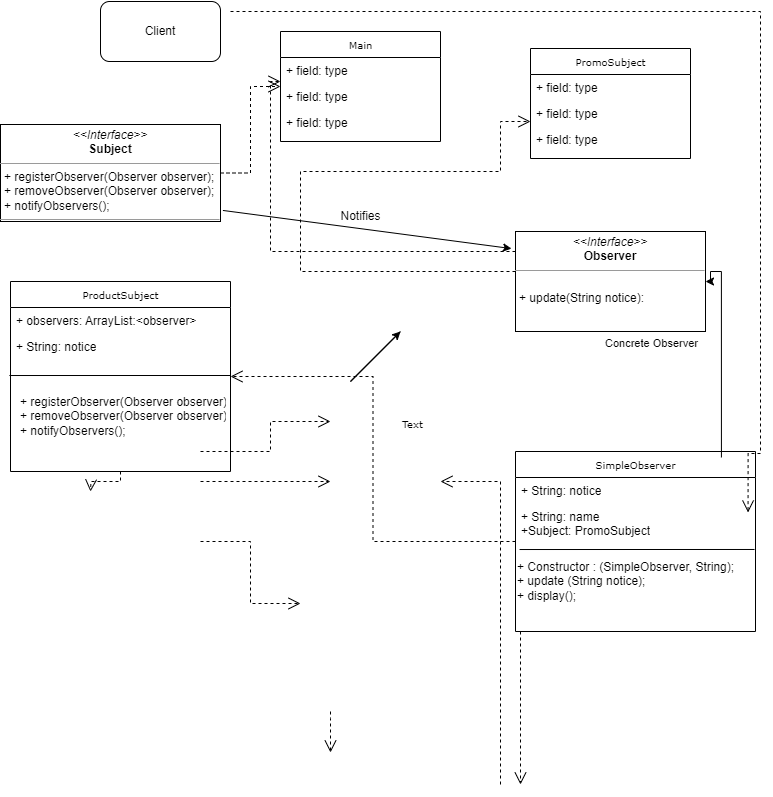 Client
Main
+ field: type
+ field: type
+ field: type
PromoSubject
+ field: type
+ field: type
+ field: type
<<Interface>>
Subject
+ registerObserver(Observer observer);
+ removeObserver(Observer observer);
+ notifyObservers();
Notifies
<<Interface>>
Observer
+ update(String notice):
Concrete Observer
ProductSubject
+ observers: ArrayList:<observer>
+ String: notice
+ registerObserver(Observer observer)
+ removeObserver(Observer observer)
+ notifyObservers();
Text
SimpleObserver
+ String: notice
+ String: name
+Subject: PromoSubject
+ Constructor : (SimpleObserver, String);
+ update (String notice);
+ display();